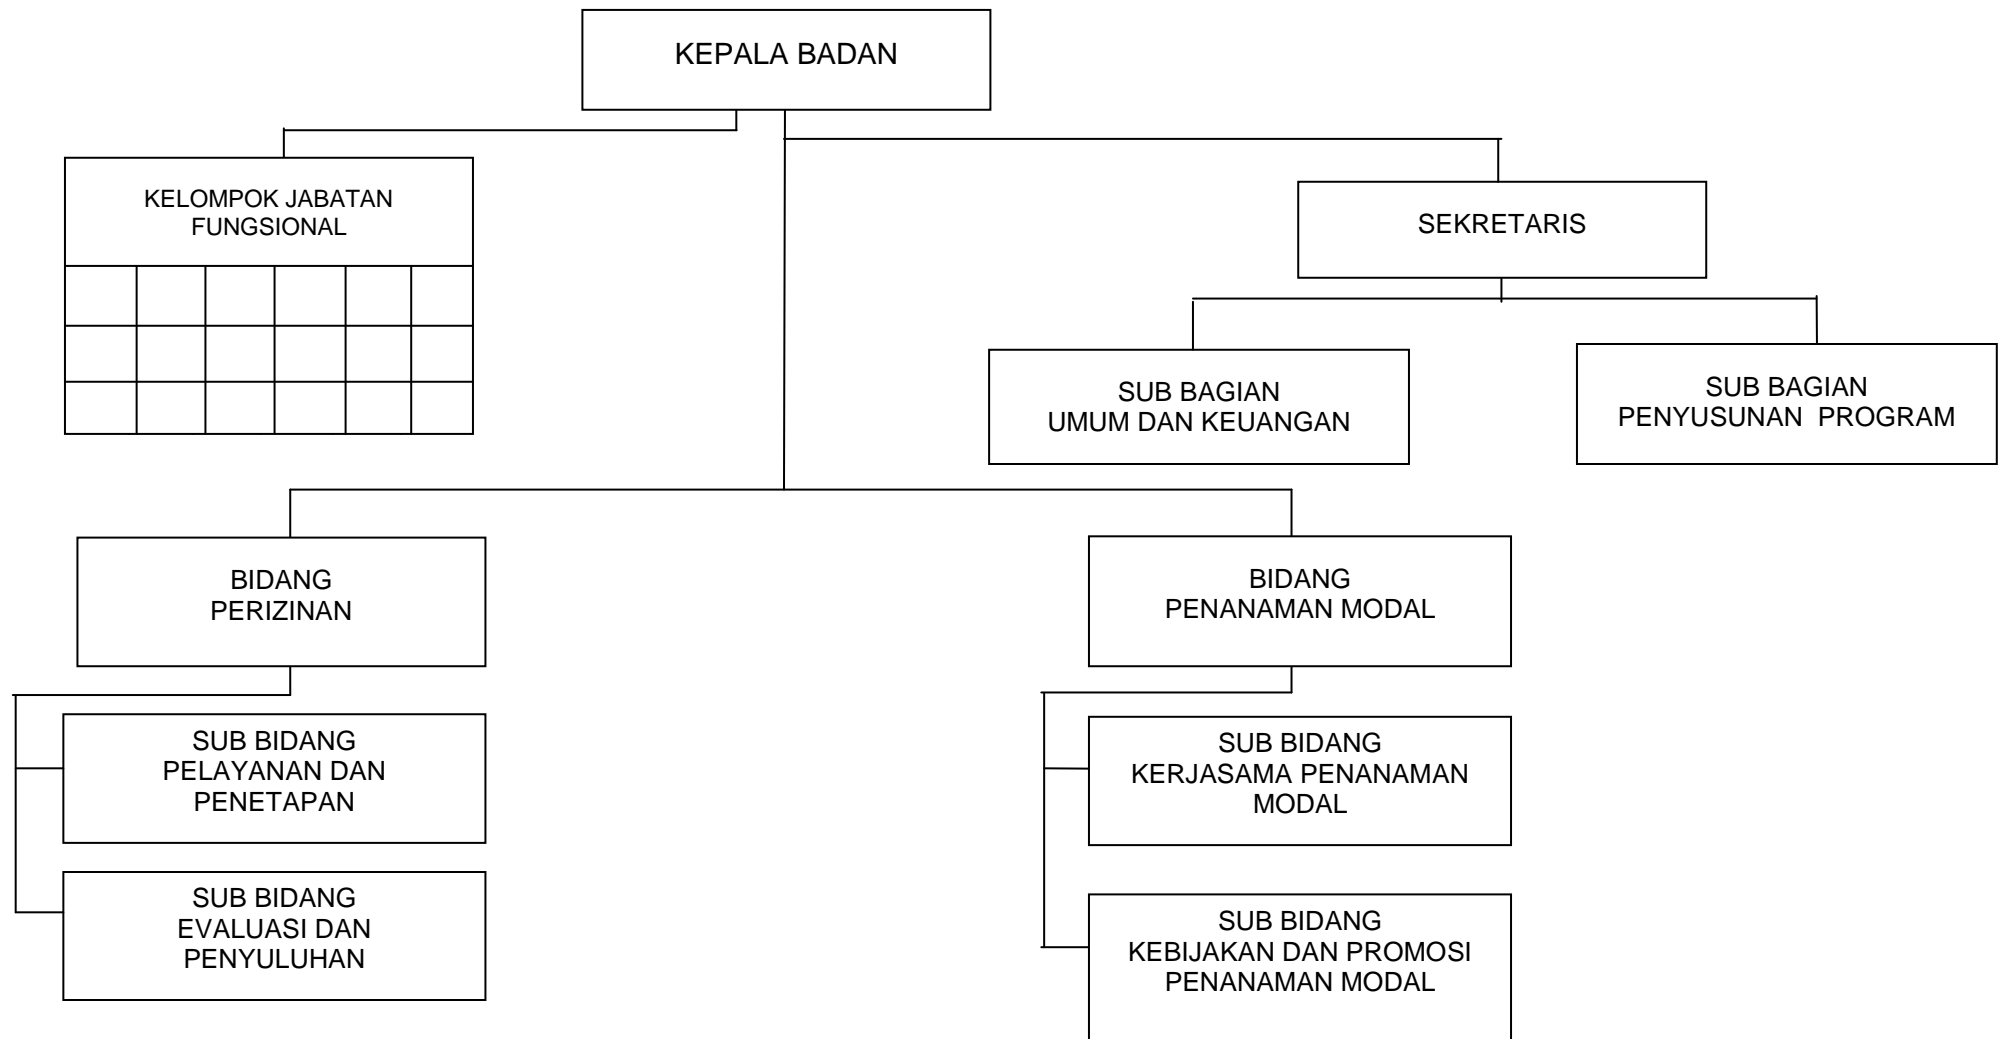 KEPALA BADAN
KELOMPOK JABATAN
FUNGSIONAL
SEKRETARIS
SUB BAGIAN
UMUM DAN KEUANGAN
SUB BAGIAN
PENYUSUNAN  PROGRAM
BIDANG
PERIZINAN
BIDANG
PENANAMAN MODAL
SUB BIDANG
PELAYANAN DAN
PENETAPAN
SUB BIDANG
KERJASAMA PENANAMAN
MODAL
SUB BIDANG
EVALUASI DAN
PENYULUHAN
SUB BIDANG
KEBIJAKAN DAN PROMOSI
PENANAMAN MODAL